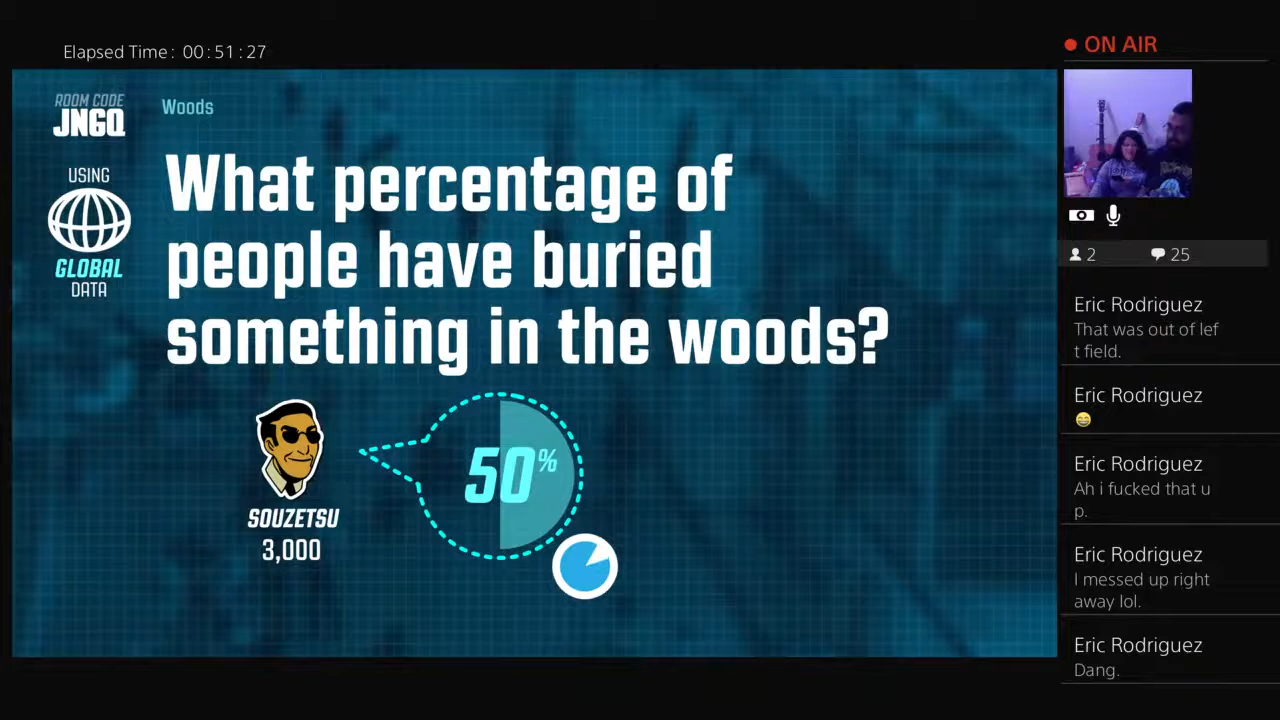 Elapsed Time: 00:51:27
ON AIR
ROOM CODE
JNGQ
Woods
USING
GLOBAL
DATA
What percentage of
people have buried
something in the woods?
50%
SOUZETSU
3,000
2
25
Eric Rodriguez
That was out of lef
t field.
Eric Rodriguez
😁
Eric Rodriguez
Ah i fucked that u
p.
Eric Rodriguez
I messed up right
away lol.
Eric Rodriguez
Dang.